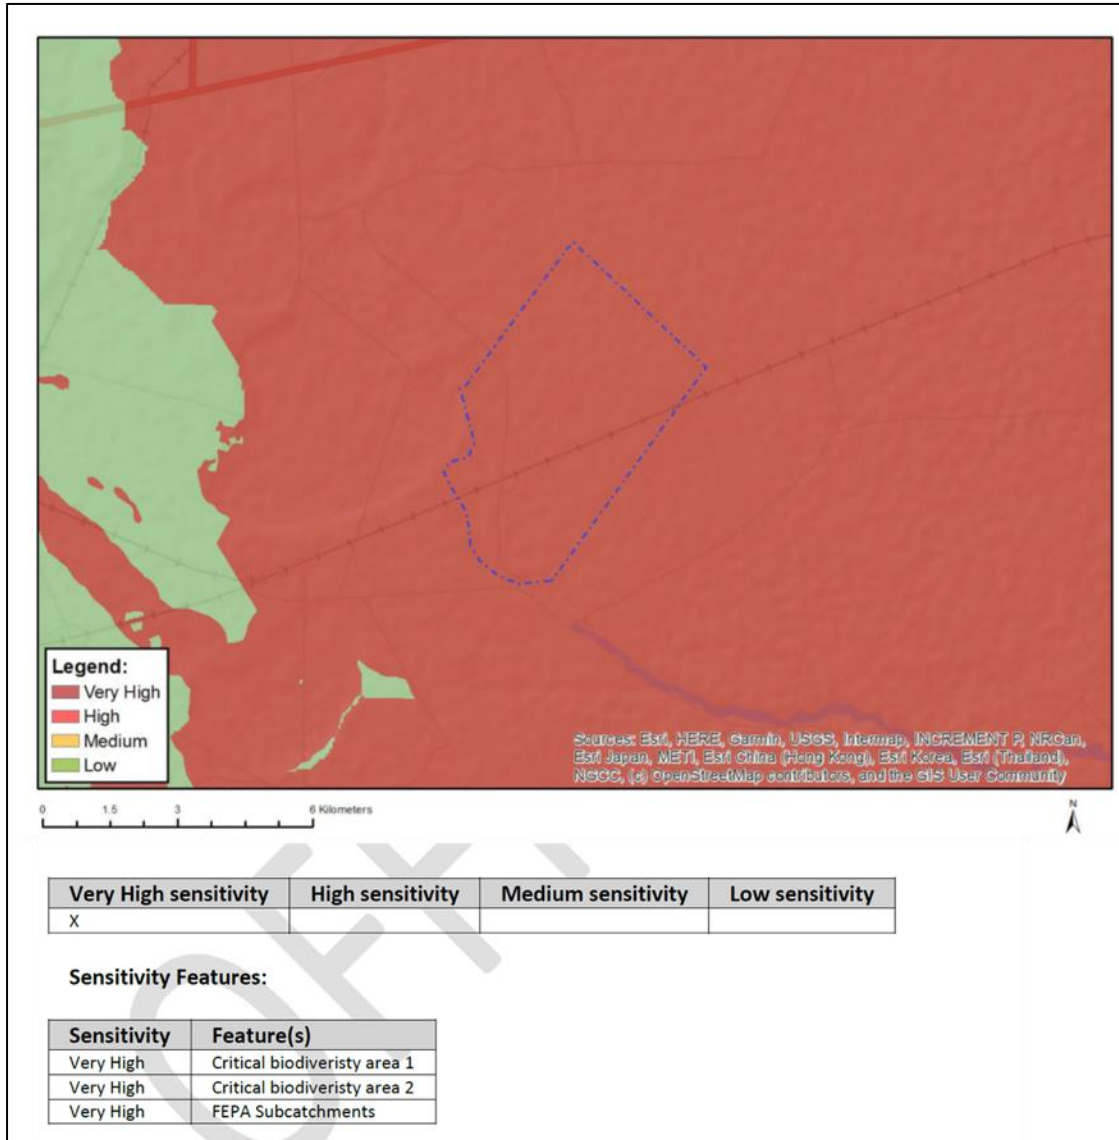 Legend:
Very High
High
Medium
Low
Sources: Esri, HERE, Garmin, USGS, Intermap, INCREMENT P, NRCan,
Esri Japan, METI, Esri China (Hong Kong), Esri Korea, Esri (Thailand),
NGCC, (c) OpenStreetMap contributors, and the GIS User Community
0 1.5 3 6 Kilometers
N
Very High sensitivity High sensitivity Medium sensitivity Low sensitivity
X
Sensitivity Features:
Sensitivity Feature(s)
Very High Critical biodiveristy area 1
Very High Critical biodiveristy area 2
Very High FEPA Subcatchments